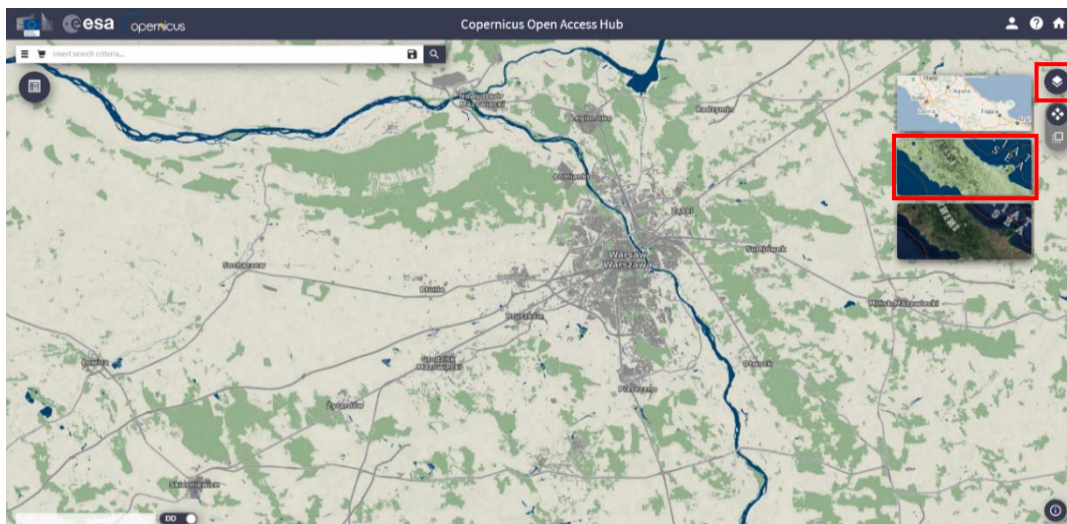 esa
opernicus
Copernicus Open Access Hub
Insert search criteria...
Nowy Dwór
Mazowiecki
Legionowo
Radzymin
Łomianki
Ząbki
Warsaw
Warszawa
Sulejówek
Sochaczew
Błonie
Mińsk Mazowiecki
Pruszków
Łowicz
Grodzisk
Mazowiecki
Otwock
Piaseczno
Żyrardów
Skierniewice
DD